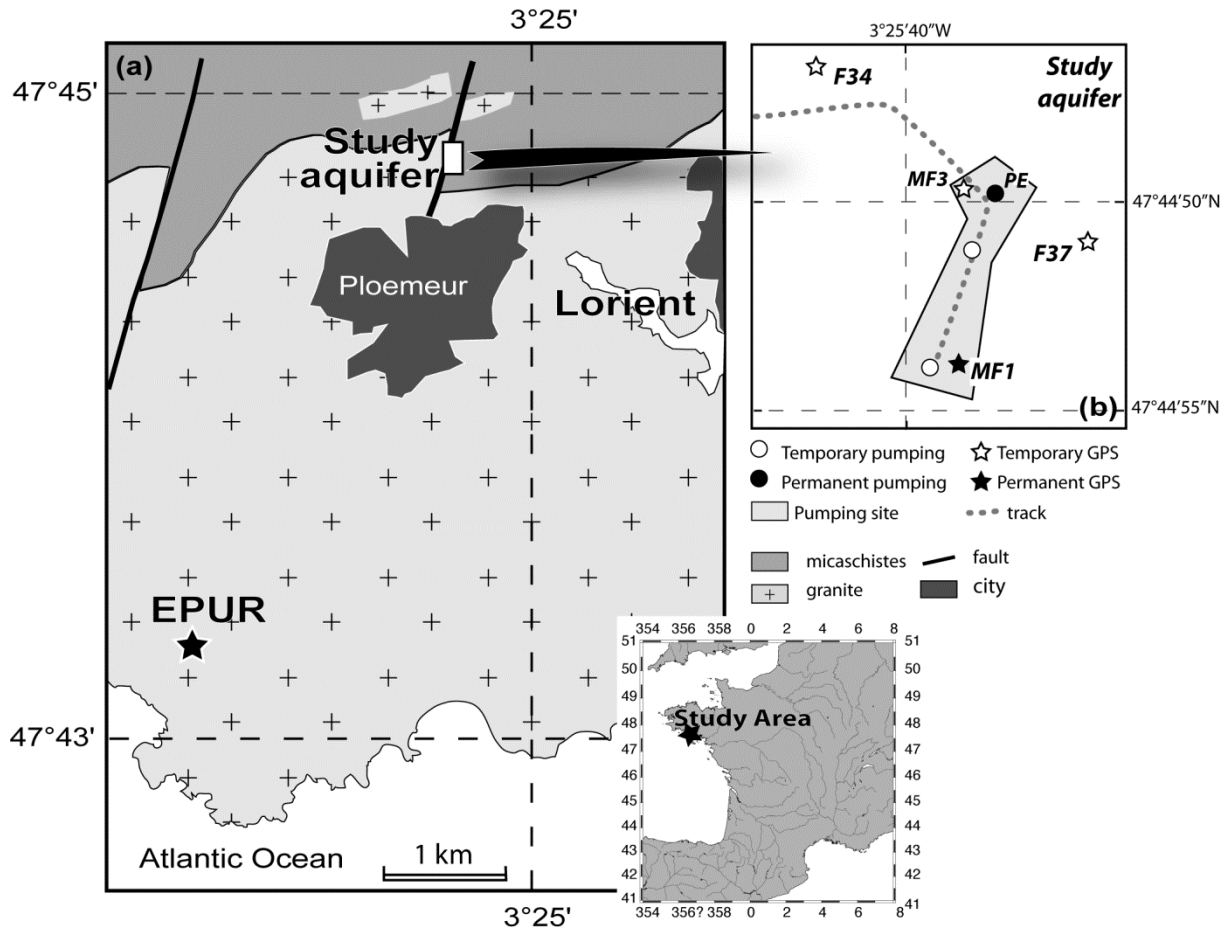 3°25'
(a)
47°45'
Study
aquifer
Ploemeur
Lorient
EPUR
47°43'
Atlantic Ocean
1 km
3°25'
3°25'40″W
F34
Study
aquifer
MF3
PE
47°44'50″N
F37
MF1
(b)
47°44'55″N
Temporary pumping
Temporary GPS
Permanent pumping
Permanent GPS
Pumping site
track
micaschistes
fault
granite
city
354 356 358 0 2 4 6 8
51 51
50 50
49 49
48 48
Study Area
47 47
46 46
45 45
44 44
43 43
42 42
41 41
354 356? 358 0 2 4 6 8